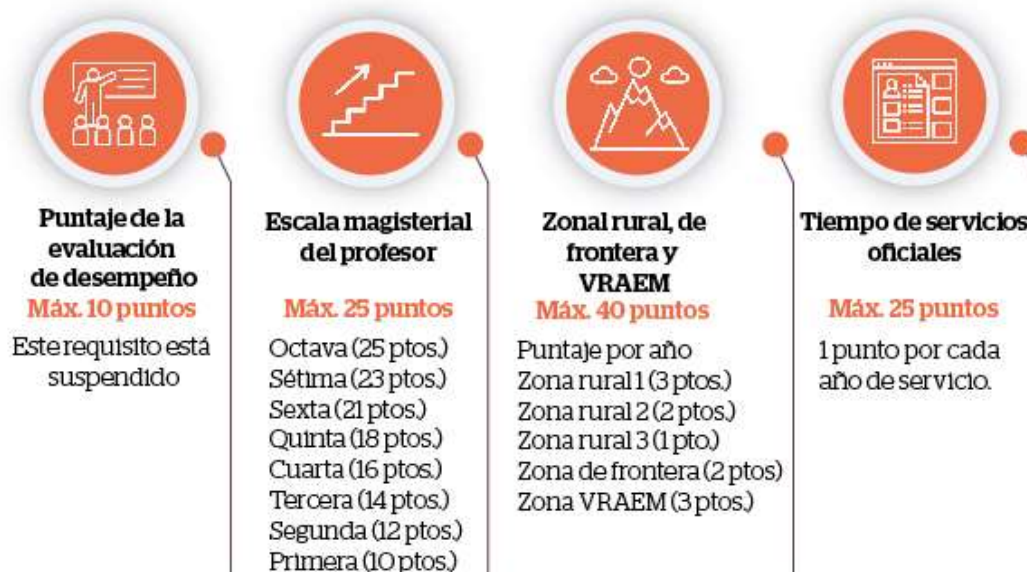 Puntaje de la
evaluación
de desempeño
Máx. 10 puntos
Este requisito está
suspendido
Escala magisterial
del profesor
Máx. 25 puntos
Octava (25 ptos.)
Sétima (23 ptos.)
Sexta (21 ptos.)
Quinta (18 ptos.)
Cuarta (16 ptos.)
Tercera (14 ptos.)
Segunda (12 ptos.)
Primera (10 ptos.)
Zonal rural, de
frontera y
VRAEM
Máx. 40 puntos
Puntaje por año
Zona rural 1 (3 ptos.)
Zona rural 2 (2 ptos.)
Zona rural 3 (1 pto.)
Zona de frontera (2 ptos)
Zona VRAEM (3 ptos.)
Tiempo de servicios
oficiales
Máx. 25 puntos
1 punto por cada
año de servicio.